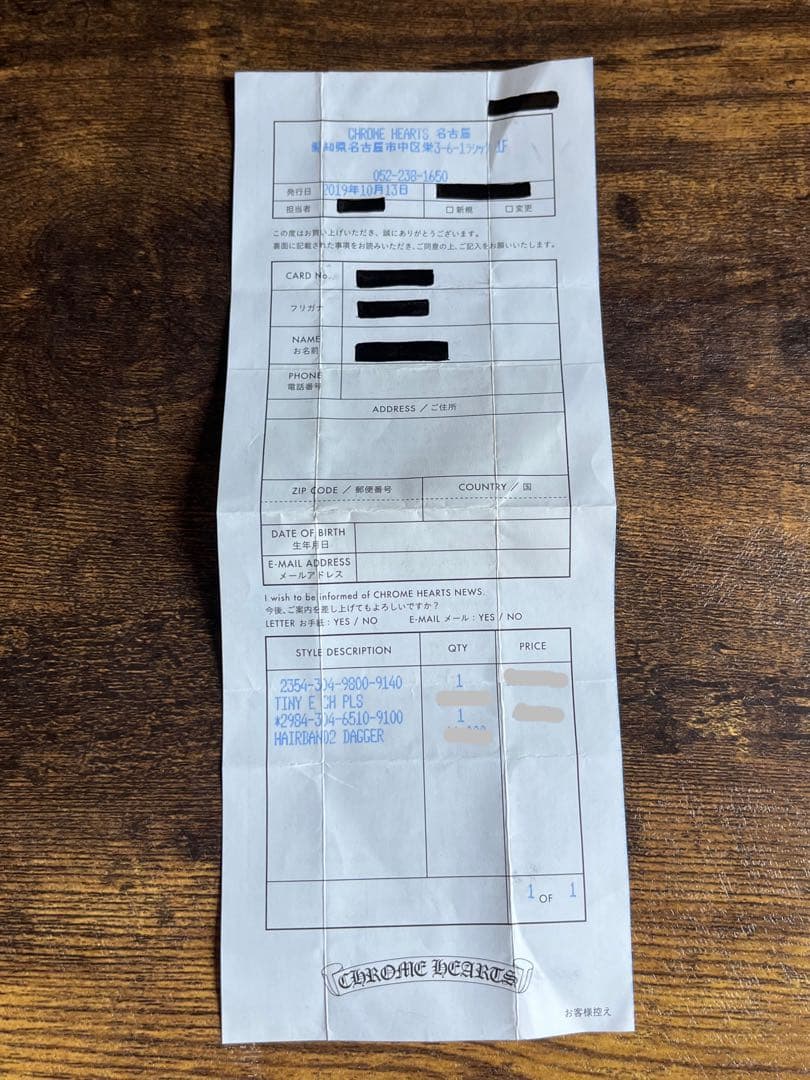 CHROME HEARTS 名古屋
愛知県名古屋市中区栄3-6-1ラシック1F
052-238-1650
発行日 2019年10月13日
担当者 □ 新規 □ 変更
この度はお買い上げいただき、誠にありがとうございます。
裏面に記載された事項をお読みいただき、ご同意の上、ご記入をお願いいたします。
CARD No.
フリガナ
NAME
お名前
PHONE
電話番号
ADDRESS / ご住所
ZIP CODE / 郵便番号 COUNTRY / 国
DATE OF BIRTH
生年月日
E-MAIL ADDRESS
メールアドレス
I wish to be informed of CHROME HEARTS NEWS.
今後、ご案内を差し上げてもよろしいですか？
LETTER お手紙：YES / NO E-MAIL メール：YES / NO
STYLE DESCRIPTION QTY PRICE
2354-304-9800-9140 1
TINY E CH PLS
*2984-304-6510-9100 1
HAIRBAND2 DAGGER
1 OF 1
CHROME HEARTS
お客様控え